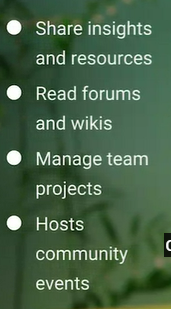 Share insights
and resources
Read forums
and wikis
Manage team
projects
Hosts
community
events